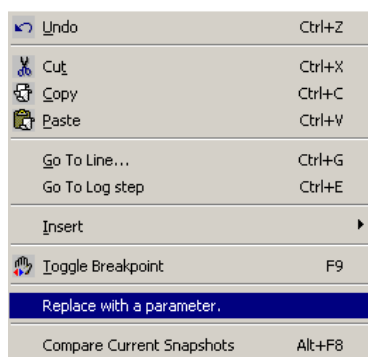 Undo Ctrl+Z
Cut Ctrl+X
Copy Ctrl+C
Paste Ctrl+V
Go To Line... Ctrl+G
Go To Log step Ctrl+E
Insert
Toggle Breakpoint F9
Replace with a parameter.
Compare Current Snapshots Alt+F8